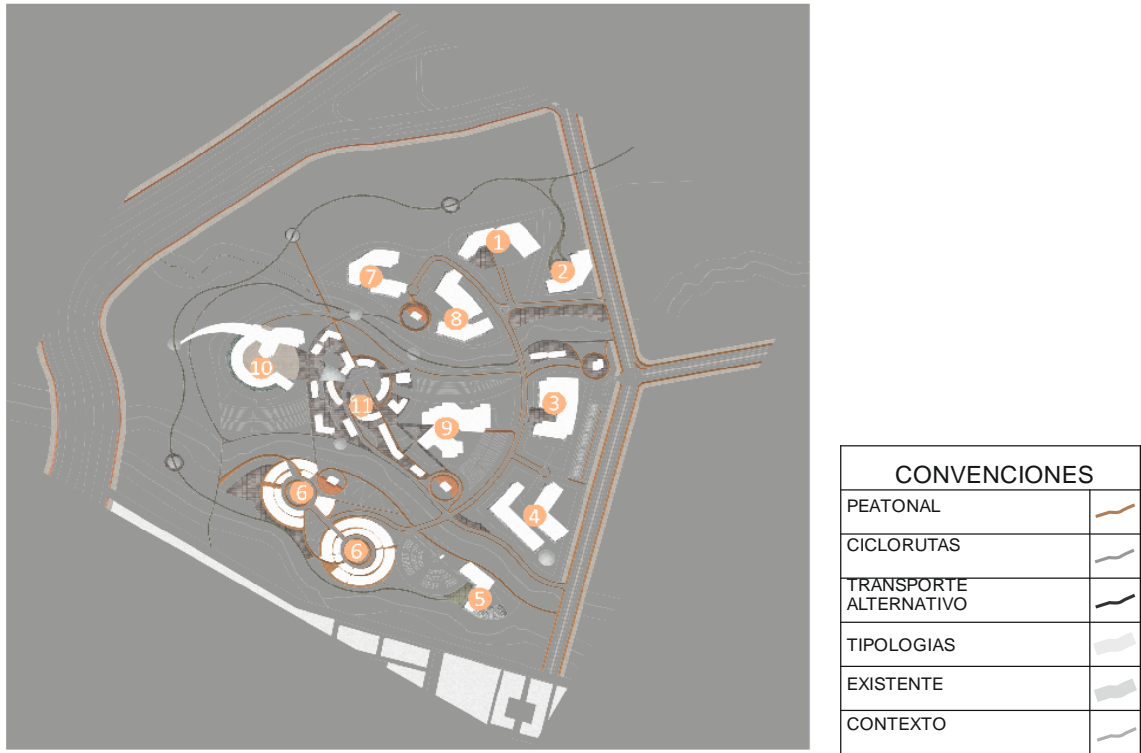 1
2
7
8
10
3
11
9
6
4
6
5
CONVENCIONES
PEATONAL
CICLORUTAS
TRANSPORTE
ALTERNATIVO
TIPOLOGIAS
EXISTENTE
CONTEXTO